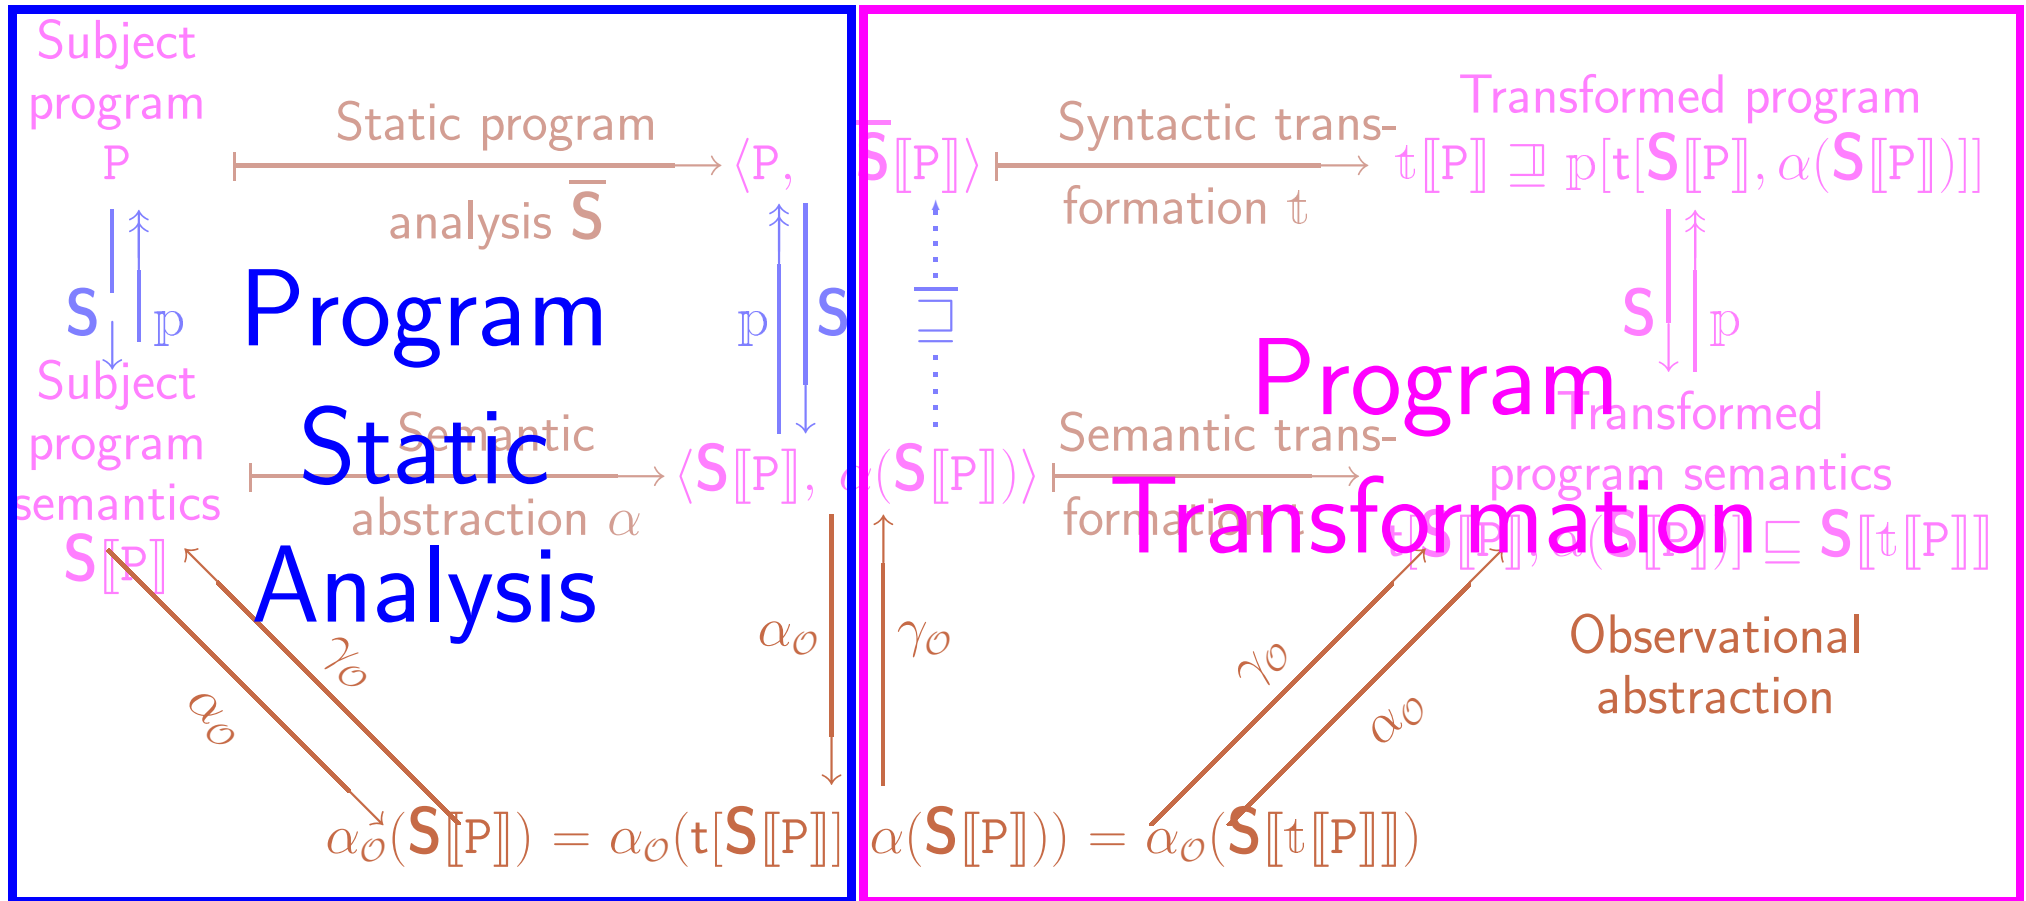 Subject
program
P
Static program
analysis S̅
⟨P, S̅⟦P⟧⟩
Syntactic trans-
formation 𝕥
Transformed program
𝕥⟦P⟧ ⊒ 𝕡[t[S⟦P⟧, α(S⟦P⟧)]]
S
𝕡
𝕡
S
⊑̅
S
𝕡
Program
Static
Analysis
Program
Transformation
Subject
program
semantics
S⟦P⟧
Semantic
abstraction α
⟨S⟦P⟧, α(S⟦P⟧)⟩
Semantic trans-
formation t
Transformed
program semantics
t[S⟦P⟧, α(S⟦P⟧)] ⊑ S⟦𝕥⟦P⟧⟧
α𝒪
γ𝒪
α𝒪
γ𝒪
γ𝒪
α𝒪
Observational
abstraction
α𝒪(S⟦P⟧) = α𝒪(t[S⟦P⟧] α(S⟦P⟧)) = α𝒪(S⟦𝕥⟦P⟧⟧)